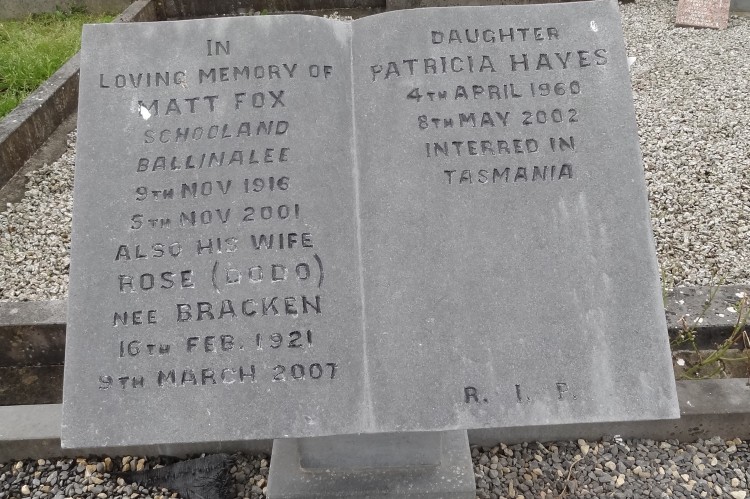 IN
LOVING MEMORY OF
MATT FOX
SCHOOLAND
BALLINALEE
9TH NOV 1916
5TH NOV 2001
ALSO HIS WIFE
ROSE (DODO)
NEE BRACKEN
16TH FEB. 1921
9TH MARCH 2007
DAUGHTER
PATRICIA HAYES
4TH APRIL 1960
8TH MAY 2002
INTERRED IN
TASMANIA
R. I. P.